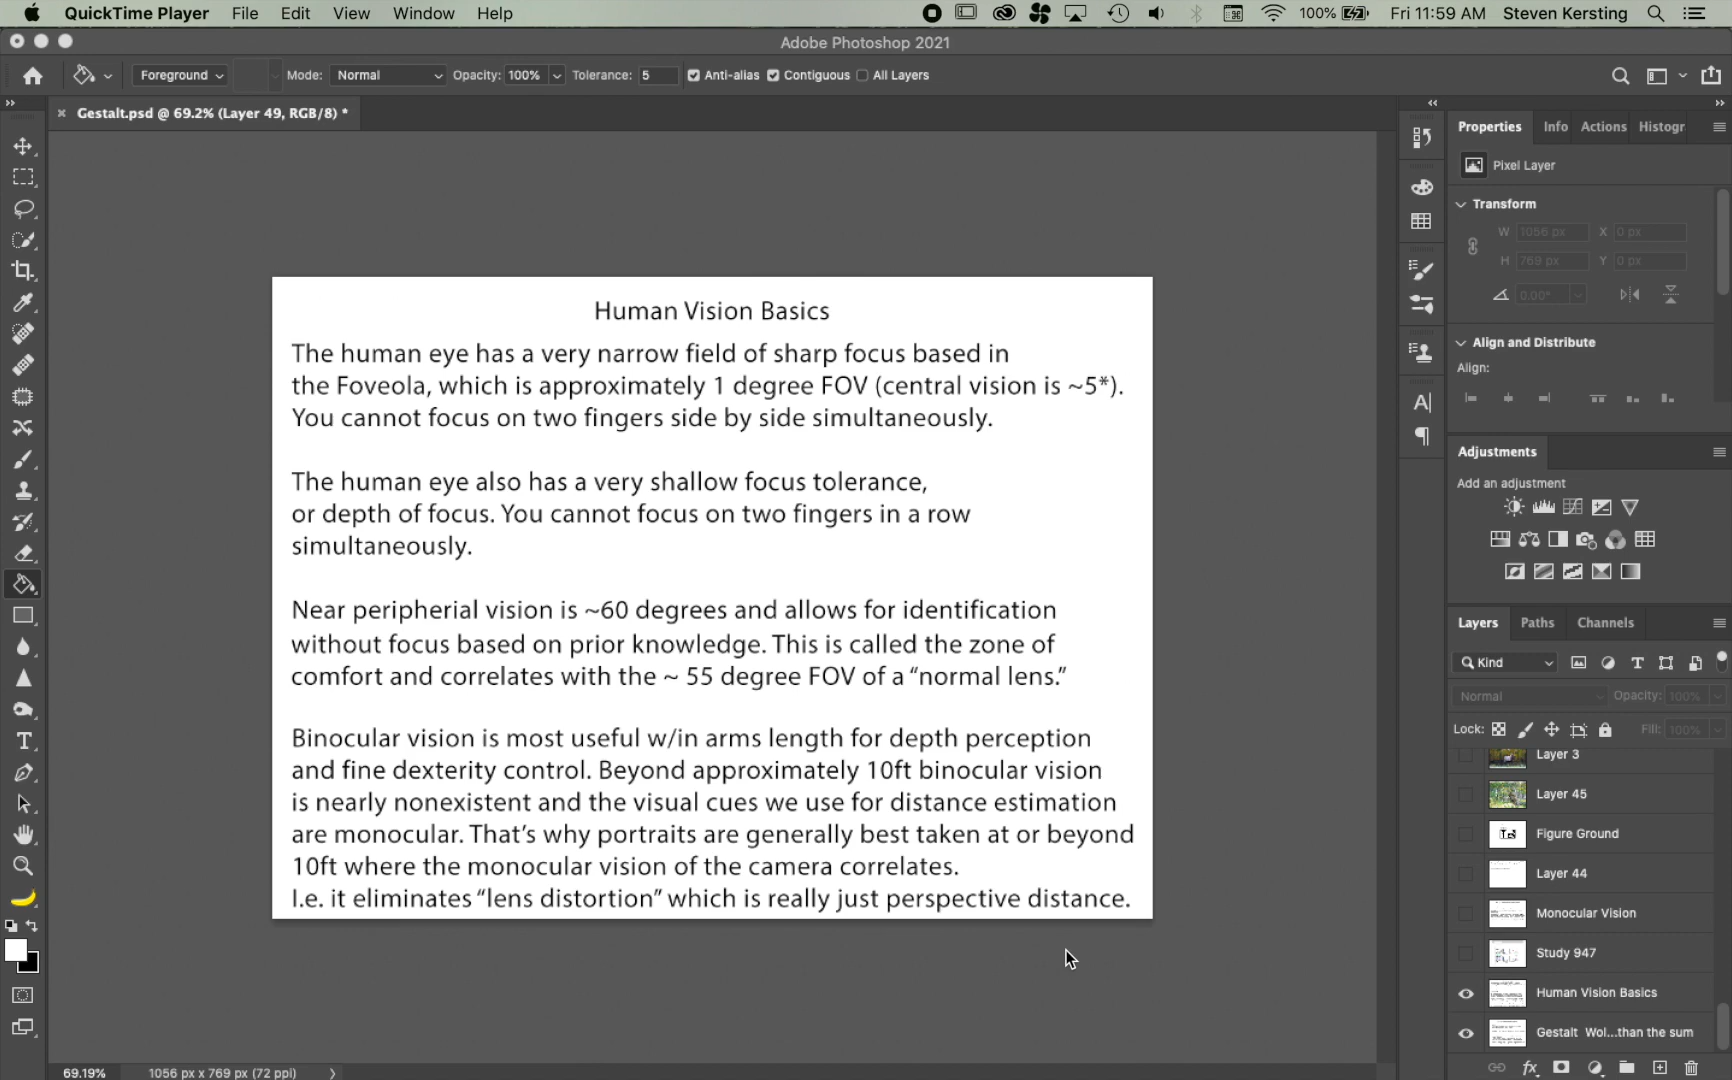 QuickTime Player File Edit View Window Help 100% Fri 11:59 AM Steven Kersting
Adobe Photoshop 2021
Foreground Mode: Normal Opacity: 100% Tolerance: 5 Anti-alias Contiguous All Layers
Gestalt.psd @ 69.2% (Layer 49, RGB/8) *
Properties Info Actions Histogr
Pixel Layer
Transform
W 1056 px X 0 px
H 769 px Y 0 px
0.00°
Align and Distribute
Align:
Adjustments
Add an adjustment
Layers Paths Channels
Kind
Normal Opacity: 100%
Lock: Fill: 100%
Layer 3
Layer 45
Figure Ground
Layer 44
Monocular Vision
Study 947
Human Vision Basics
Gestalt Wol...than the sum
Human Vision Basics
The human eye has a very narrow field of sharp focus based in
the Foveola, which is approximately 1 degree FOV (central vision is ~5*).
You cannot focus on two fingers side by side simultaneously.
The human eye also has a very shallow focus tolerance,
or depth of focus. You cannot focus on two fingers in a row
simultaneously.
Near peripherial vision is ~60 degrees and allows for identification
without focus based on prior knowledge. This is called the zone of
comfort and correlates with the ~ 55 degree FOV of a “normal lens.”
Binocular vision is most useful w/in arms length for depth perception
and fine dexterity control. Beyond approximately 10ft binocular vision
is nearly nonexistent and the visual cues we use for distance estimation
are monocular. That’s why portraits are generally best taken at or beyond
10ft where the monocular vision of the camera correlates.
I.e. it eliminates “lens distortion” which is really just perspective distance.
69.19% 1056 px x 769 px (72 ppi)